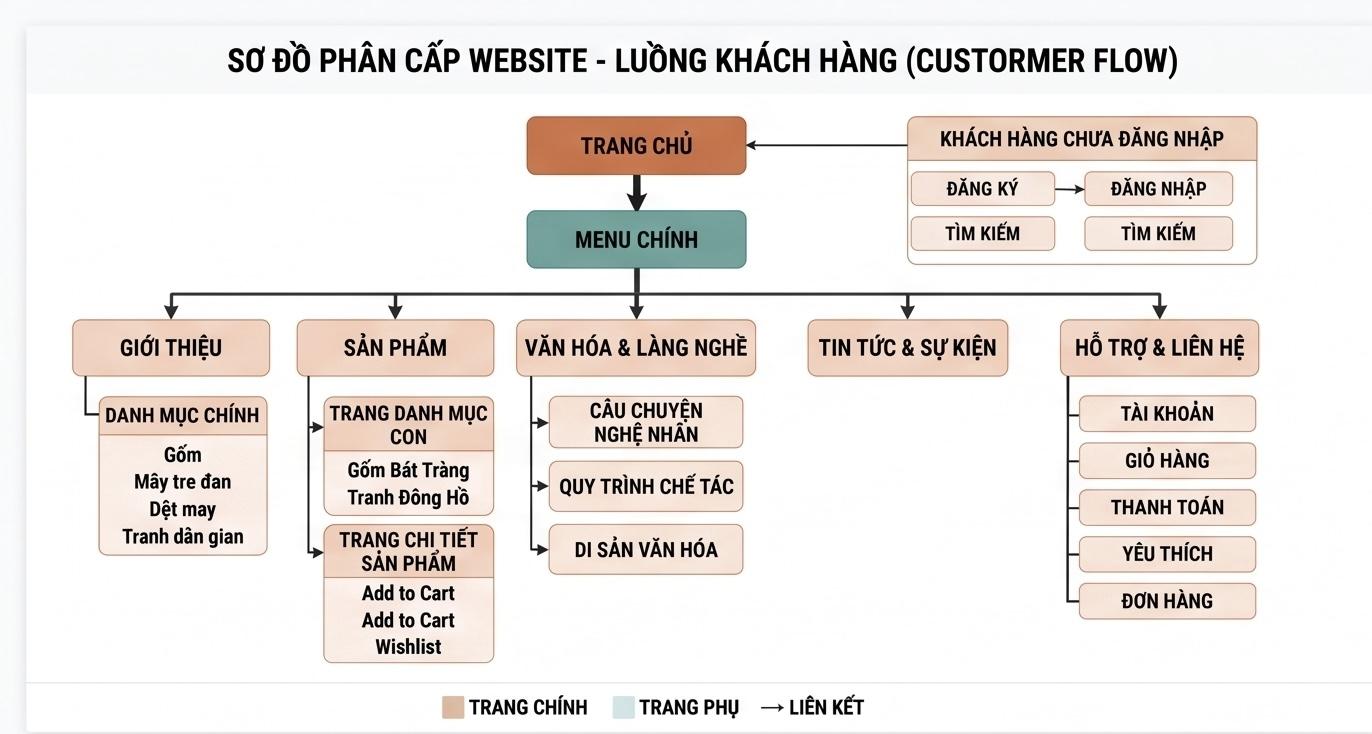 SƠ ĐỒ PHÂN CẤP WEBSITE - LUỒNG KHÁCH HÀNG (CUSTORMER FLOW)
TRANG CHỦ
KHÁCH HÀNG CHƯA ĐĂNG NHẬP
ĐĂNG KÝ
ĐĂNG NHẬP
TÌM KIẾM
TÌM KIẾM
MENU CHÍNH
GIỚI THIỆU
DANH MỤC CHÍNH
Gốm
Mây tre đan
Dệt may
Tranh dân gian
SẢN PHẨM
TRANG DANH MỤC
CON
Gốm Bát Tràng
Tranh Đông Hồ
TRANG CHI TIẾT
SẢN PHẨM
Add to Cart
Add to Cart
Wishlist
VĂN HÓA & LÀNG NGHỀ
CÂU CHUYỆN
NGHỆ NHÂN
QUY TRÌNH CHẾ TÁC
DI SẢN VĂN HÓA
TIN TỨC & SỰ KIỆN
HỖ TRỢ & LIÊN HỆ
TÀI KHOẢN
GIỎ HÀNG
THANH TOÁN
YÊU THÍCH
ĐƠN HÀNG
TRANG CHÍNH
TRANG PHỤ
LIÊN KẾT